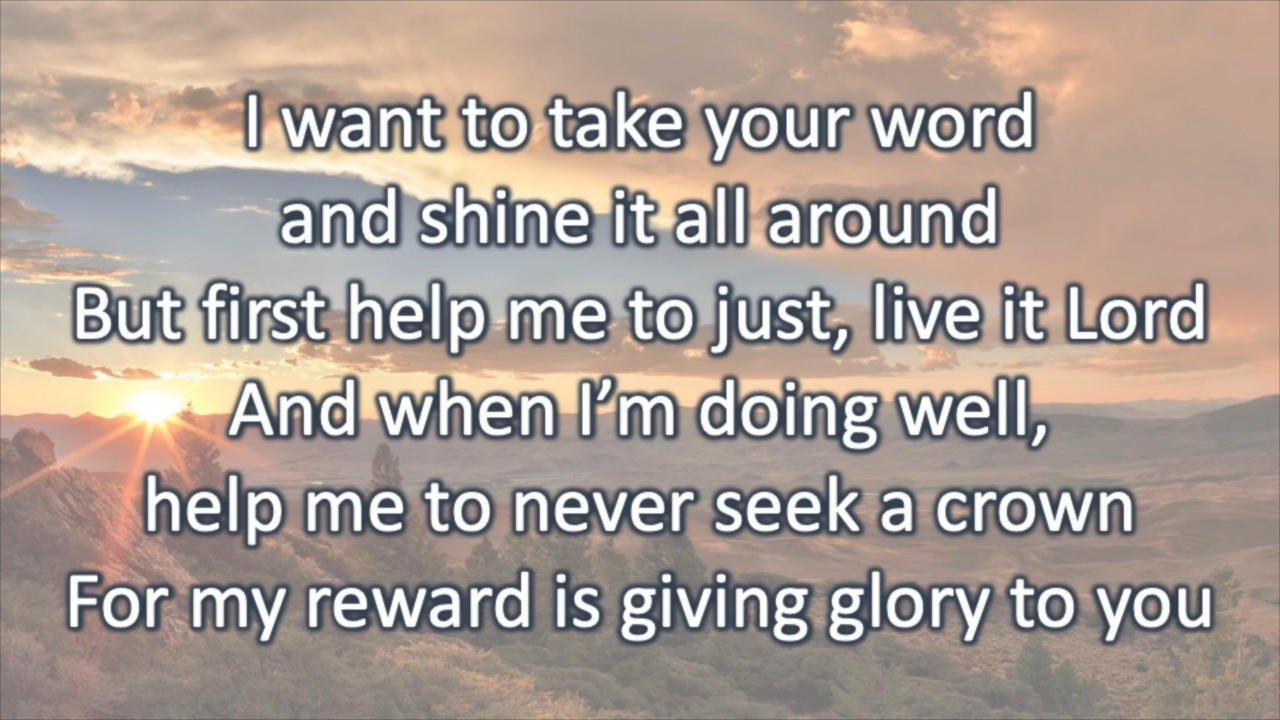 I want to take your word
and shine it all around
But first help me to just, live it Lord
And when I’m doing well,
help me to never seek a crown
For my reward is giving glory to you